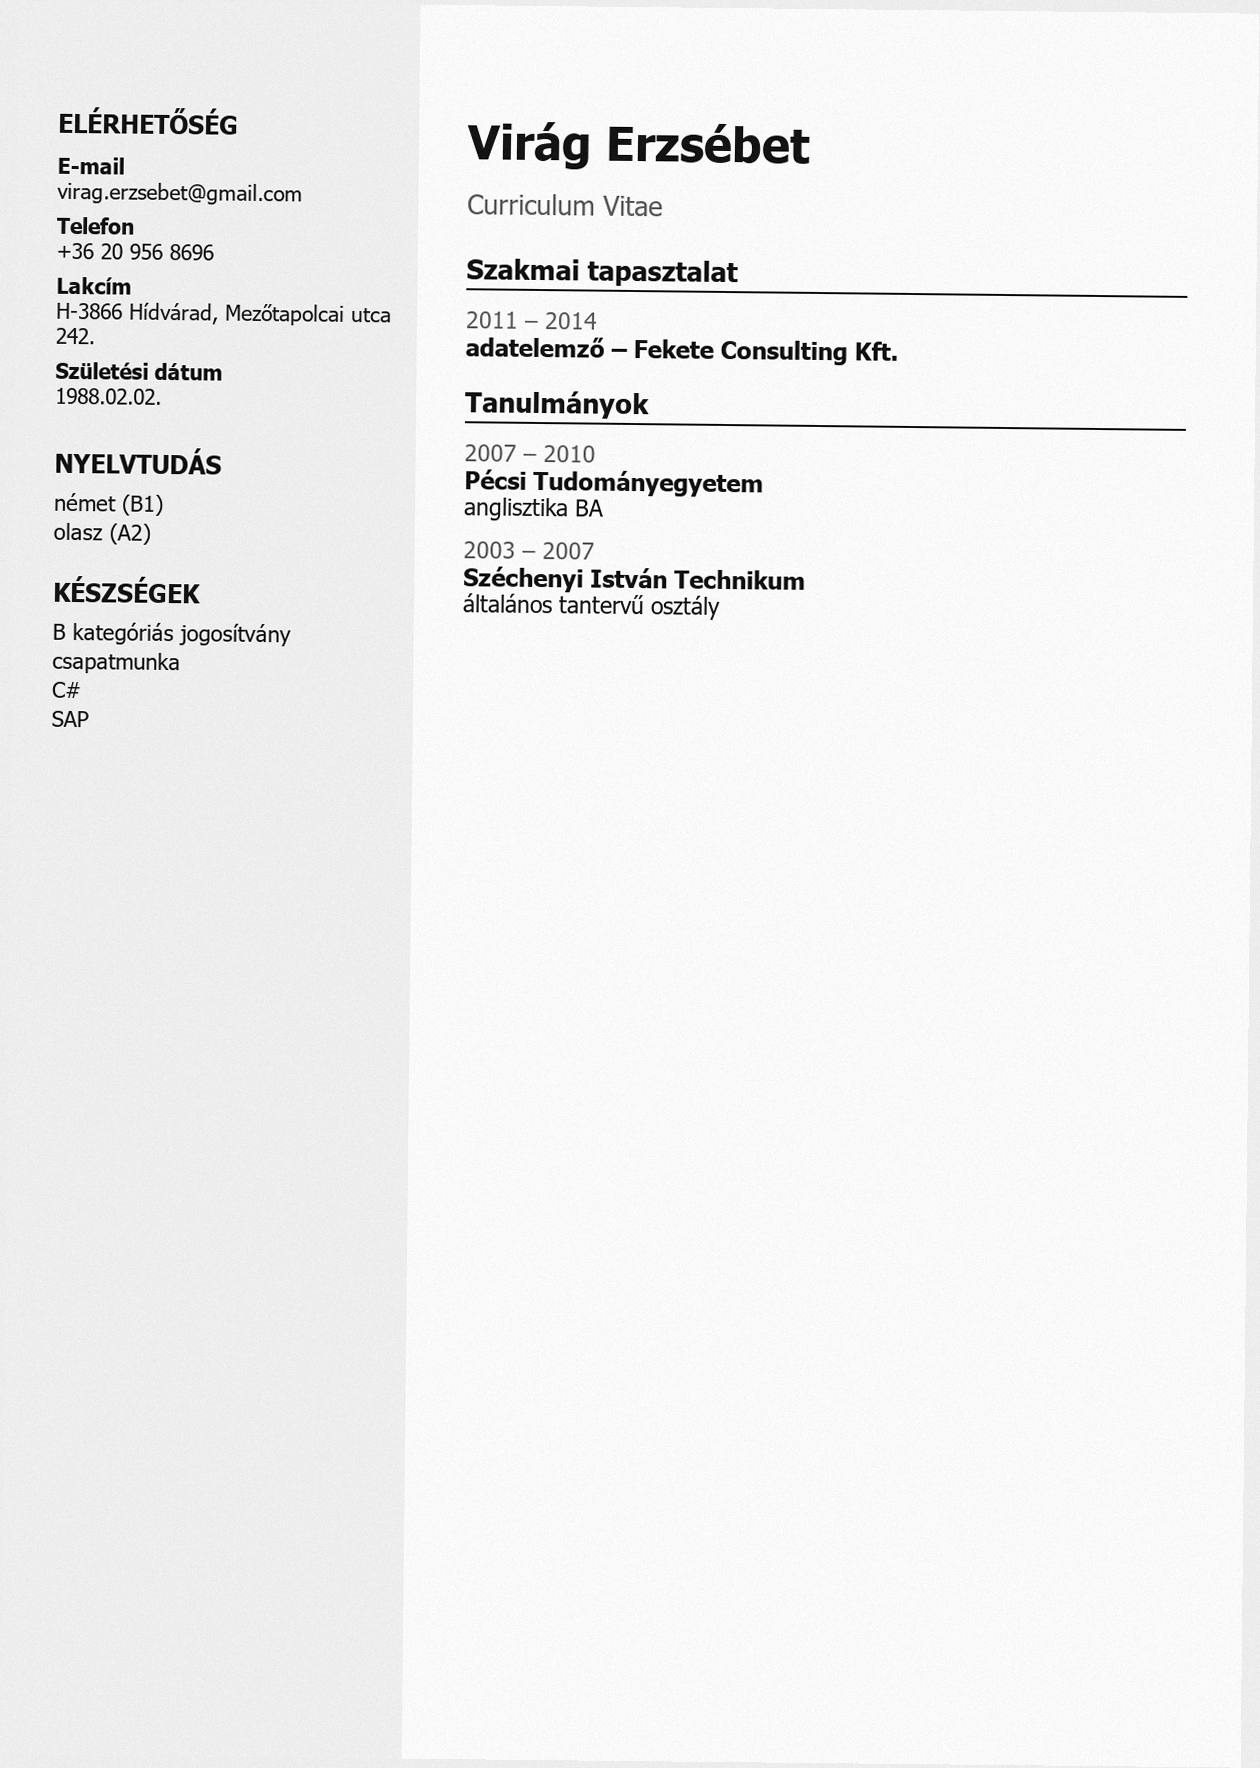 ELÉRHETŐSÉG
E-mail
virag.erzsebet@gmail.com
Telefon
+36 20 956 8696
Lakcím
H-3866 Hídvárad, Mezőtapolcai utca
242.
Születési dátum
1988.02.02.
NYELVTUDÁS
német (B1)
olasz (A2)
KÉSZSÉGEK
B kategóriás jogosítvány
csapatmunka
C#
SAP
Virág Erzsébet
Curriculum Vitae
Szakmai tapasztalat
2011 – 2014
adatelemző – Fekete Consulting Kft.
Tanulmányok
2007 – 2010
Pécsi Tudományegyetem
anglisztika BA
2003 – 2007
Széchenyi István Technikum
általános tantervű osztály